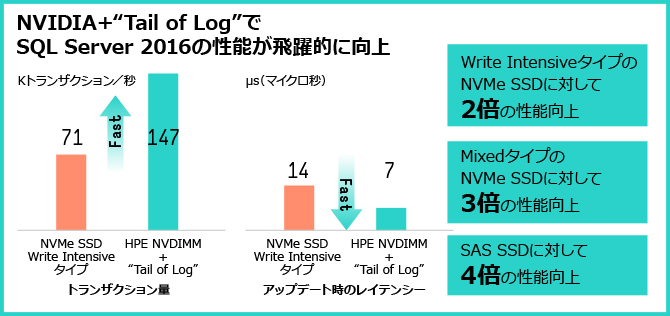 NVIDIA+“Tail of Log”で
SQL Server 2016の性能が飛躍的に向上
Kトランザクション／秒
71
Fast
147
NVMe SSD
Write Intensive
タイプ
HPE NVDIMM
+
“Tail of Log”
トランザクション量
µs（マイクロ秒）
14
Fast
7
NVMe SSD
Write Intensive
タイプ
HPE NVDIMM
+
“Tail of Log”
アップデート時のレイテンシー
Write Intensiveタイプの
NVMe SSDに対して
2倍の性能向上
Mixedタイプの
NVMe SSDに対して
3倍の性能向上
SAS SSDに対して
4倍の性能向上